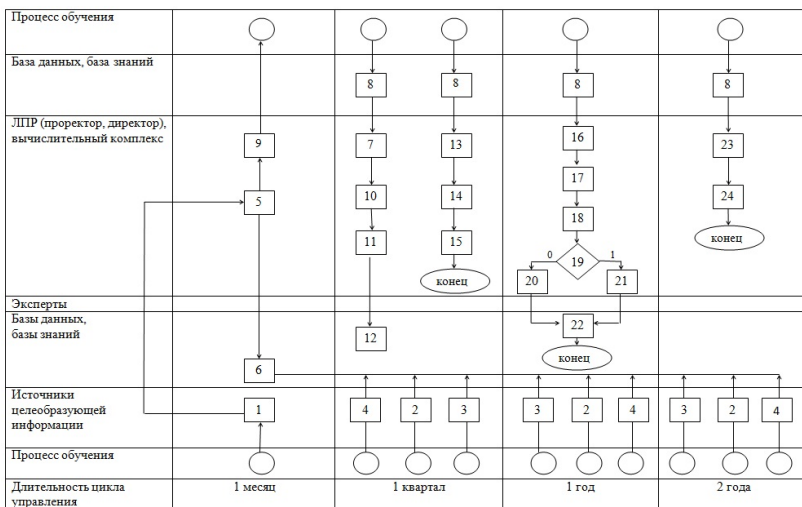 Процесс обучения
База данных, база знаний
8
8
8
8
ЛПР (проректор, директор),
вычислительный комплекс
9
7
13
16
23
5
10
14
17
24
11
15
18
конец
конец
0
19
1
20
21
Эксперты
Базы данных,
базы знаний
12
22
конец
6
Источники
целеобразующей
информации
1
4
2
3
3
2
4
3
2
4
Процесс обучения
Длительность цикла
управления
1 месяц
1 квартал
1 год
2 года